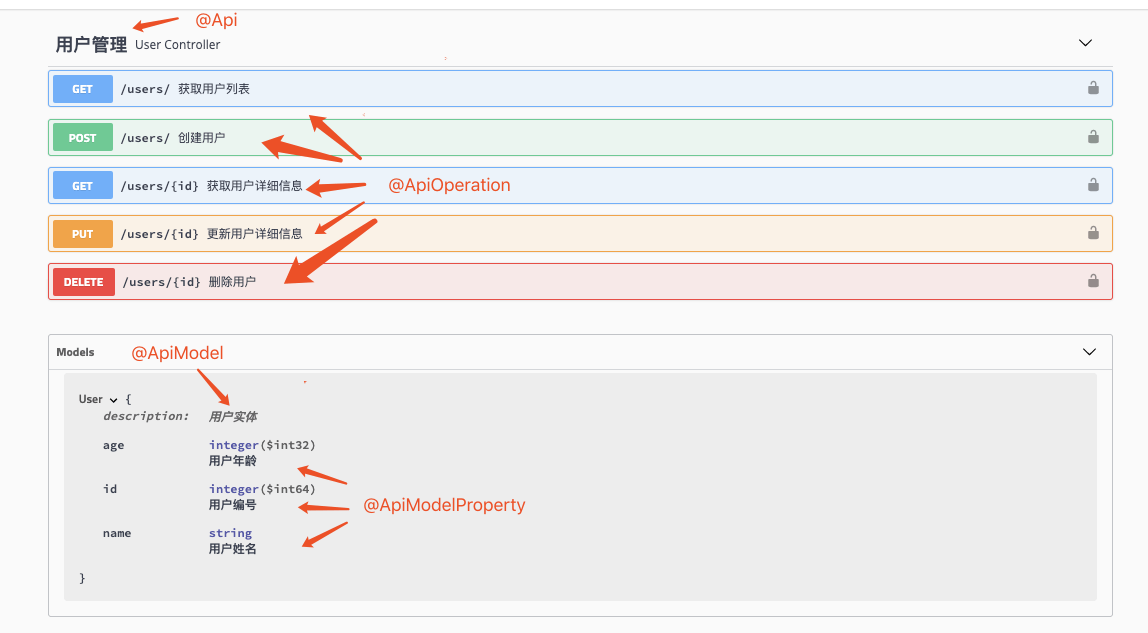 @Api
用户管理 User Controller
GET /users/ 获取用户列表
POST /users/ 创建用户
GET /users/{id} 获取用户详细信息
@ApiOperation
PUT /users/{id} 更新用户详细信息
DELETE /users/{id} 删除用户
Models @ApiModel
User {
description: 用户实体
age integer($int32)
用户年龄
id integer($int64)
用户编号
@ApiModelProperty
name string
用户姓名
}